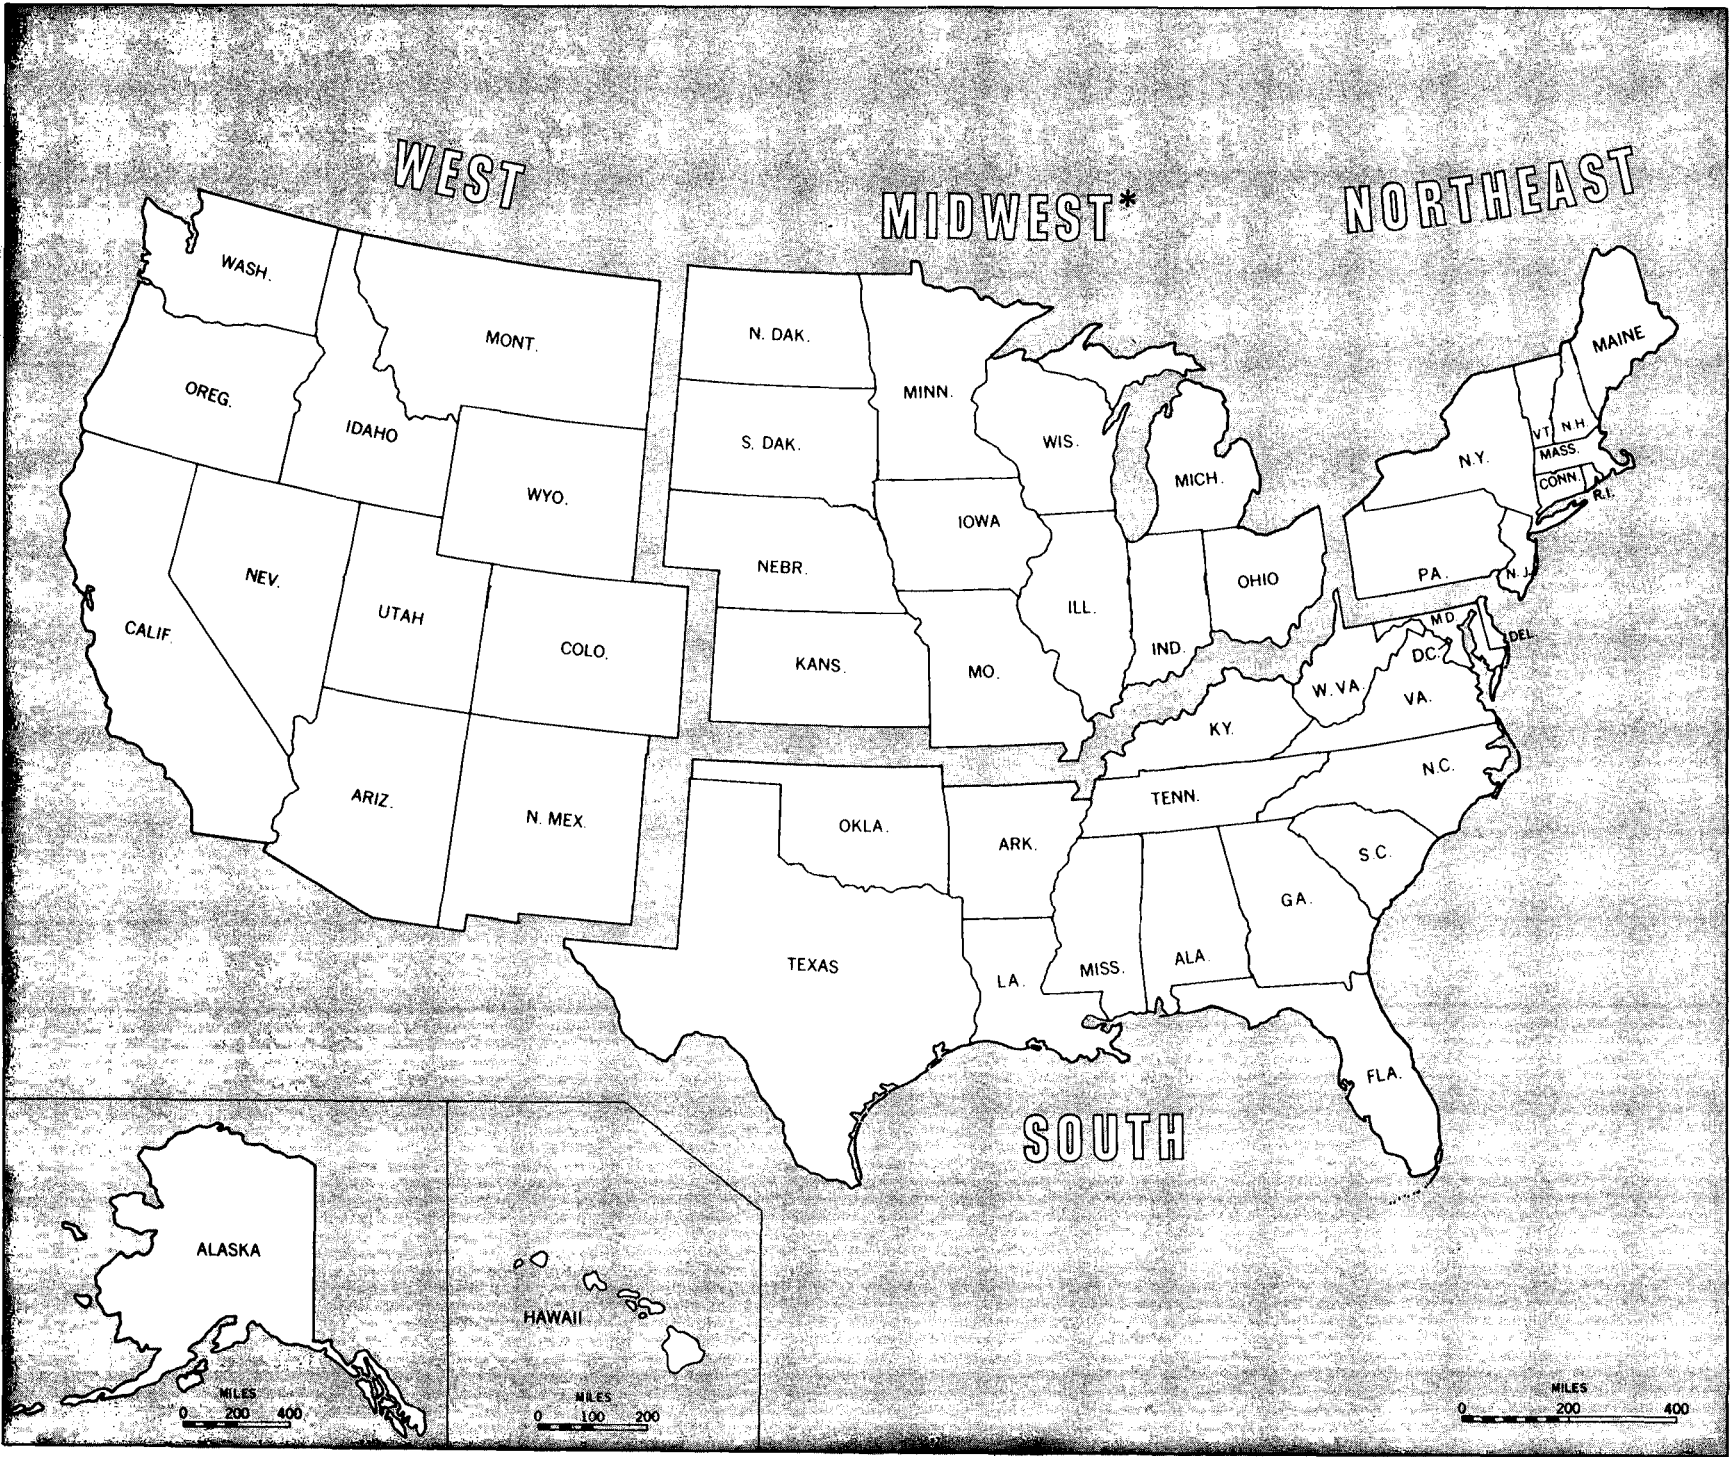 WEST
MIDWEST*
NORTHEAST
WASH.
MONT.
OREG.
IDAHO
WYO.
NEV.
UTAH
COLO.
CALIF.
ARIZ.
N. MEX.
N. DAK.
S. DAK.
MINN.
WIS.
MICH.
IOWA
NEBR.
ILL.
IND.
OHIO
KANS.
MO.
MAINE
VT.
N.H.
MASS.
CONN.
R.I.
N.Y.
PA.
N.J.
MD.
DEL.
D.C.
W. VA.
VA.
KY.
TENN.
N.C.
S.C.
OKLA.
ARK.
GA.
TEXAS
LA.
MISS.
ALA.
FLA.
SOUTH
ALASKA
MILES
0 200 400
HAWAII
MILES
0 100 200
MILES
0 200 400